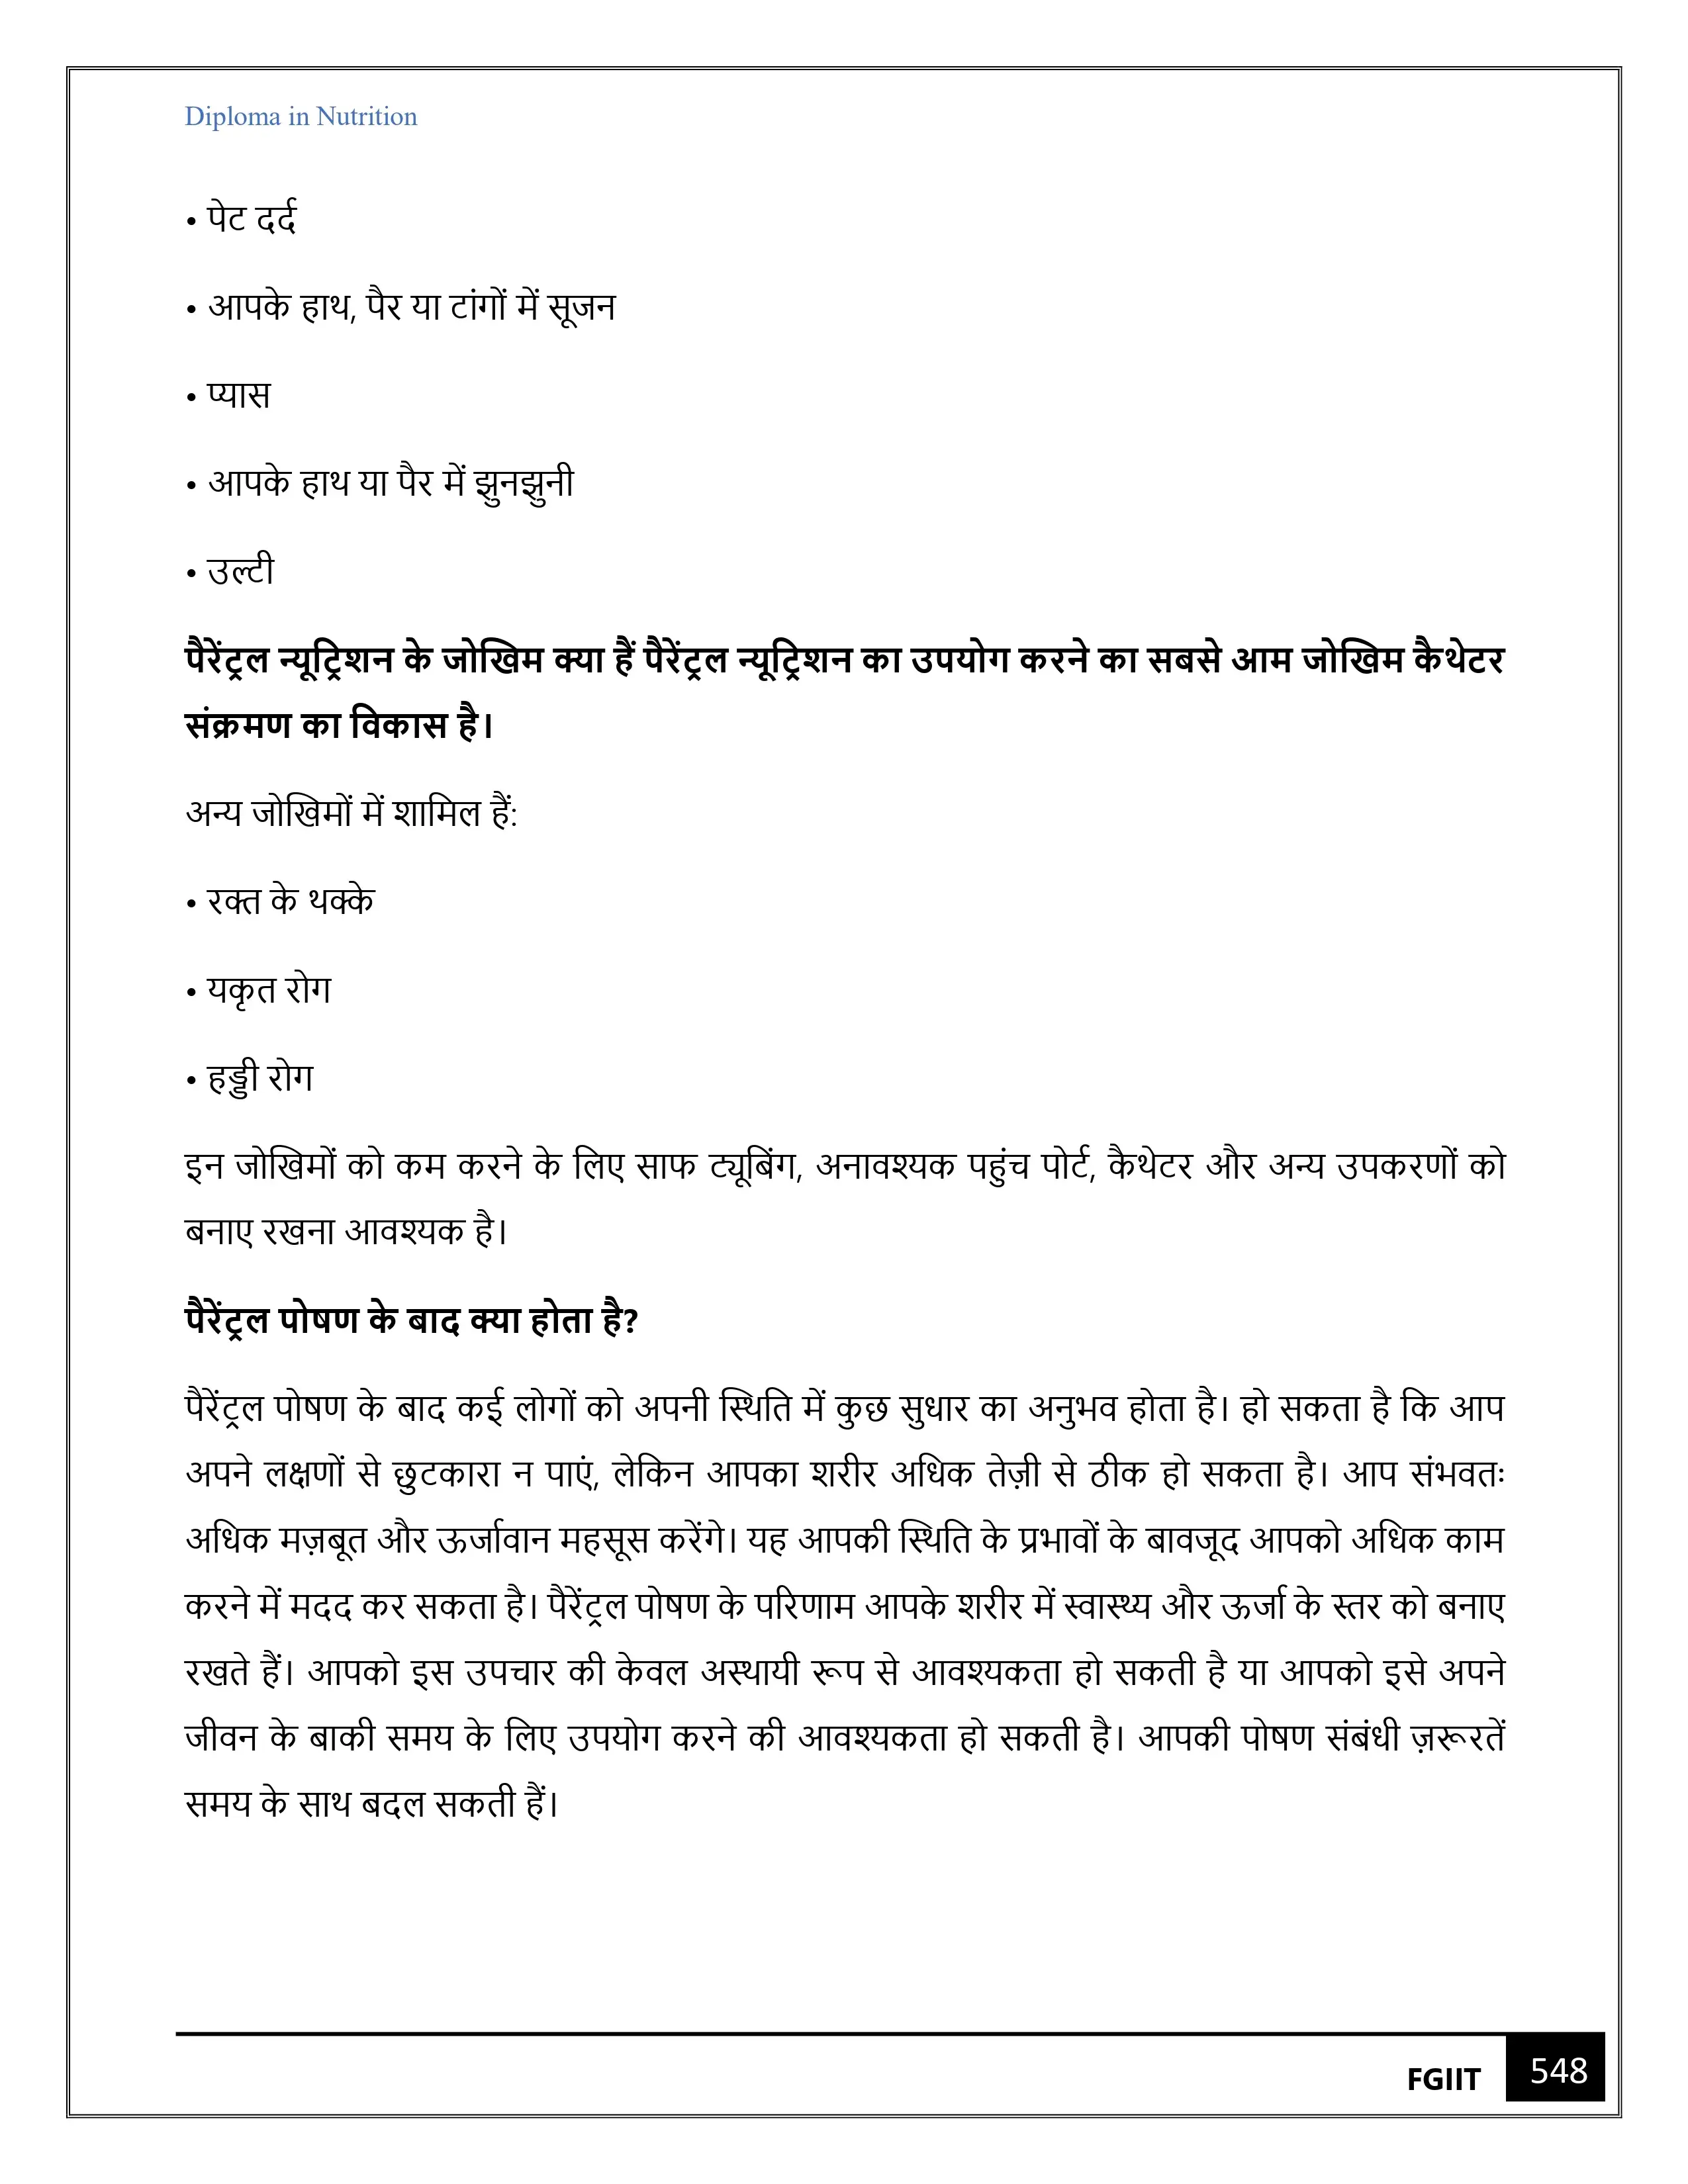 Diploma in Nutrition
• पेट दर्द
• आपके हाथ, पैर या टांगों में सूजन
• प्यास
• आपके हाथ या पैर में झुनझुनी
• उल्टी
पैरेंट्रल न्यूट्रिशन के जोखिम क्या हैं पैरेंट्रल न्यूट्रिशन का उपयोग करने का सबसे आम जोखिम कैथेटर
संक्रमण का विकास है।
अन्य जोखिमों में शामिल हैं:
• रक्त के थक्के
• यकृत रोग
• हड्डी रोग
इन जोखिमों को कम करने के लिए साफ ट्यूबिंग, अनावश्यक पहुंच पोर्ट, कैथेटर और अन्य उपकरणों को
बनाए रखना आवश्यक है।
पैरेंट्रल पोषण के बाद क्या होता है?
पैरेंट्रल पोषण के बाद कई लोगों को अपनी स्थिति में कुछ सुधार का अनुभव होता है। हो सकता है कि आप
अपने लक्षणों से छुटकारा न पाएं, लेकिन आपका शरीर अधिक तेज़ी से ठीक हो सकता है। आप संभवतः
अधिक मज़बूत और ऊर्जावान महसूस करेंगे। यह आपकी स्थिति के प्रभावों के बावजूद आपको अधिक काम
करने में मदद कर सकता है। पैरेंट्रल पोषण के परिणाम आपके शरीर में स्वास्थ्य और ऊर्जा के स्तर को बनाए
रखते हैं। आपको इस उपचार की केवल अस्थायी रूप से आवश्यकता हो सकती है या आपको इसे अपने
जीवन के बाकी समय के लिए उपयोग करने की आवश्यकता हो सकती है। आपकी पोषण संबंधी ज़रूरतें
समय के साथ बदल सकती हैं।
FGIIT 548